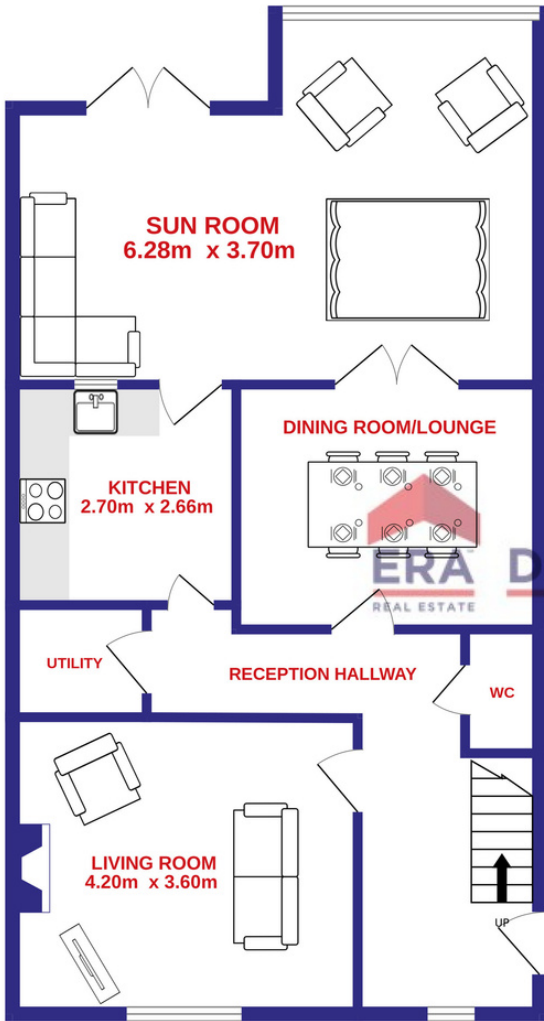 SUN ROOM
6.28m x 3.70m
DINING ROOM/LOUNGE
KITCHEN
2.70m x 2.66m
ERA D
REAL ESTATE
UTILITY
RECEPTION HALLWAY
WC
LIVING ROOM
4.20m x 3.60m
UP